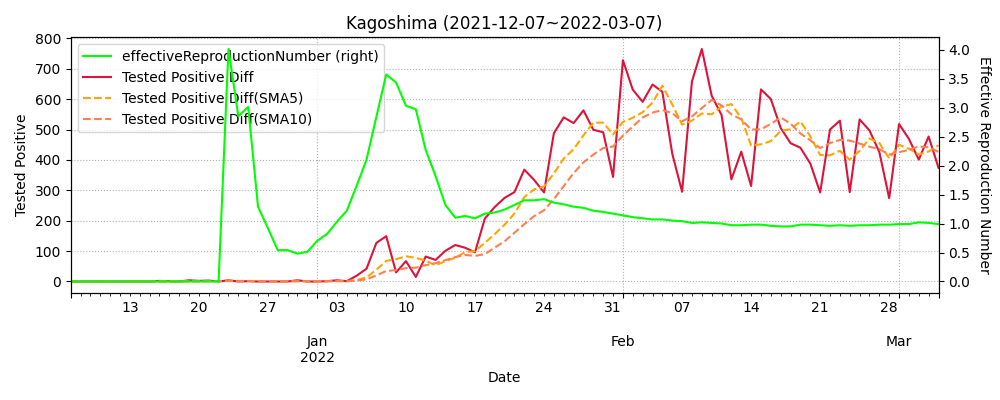 Kagoshima (2021-12-07~2022-03-07)
effectiveReproductionNumber (right)
Tested Positive Diff
Tested Positive Diff(SMA5)
Tested Positive Diff(SMA10)
Tested Positive
800
700
600
500
400
300
200
100
0
4.0
3.5
3.0
2.5
2.0
1.5
1.0
0.5
0.0
Effective Reproduction Number
13 20 27 03 10 17 24 31 07 14 21 28
Jan Feb Mar
2022
Date